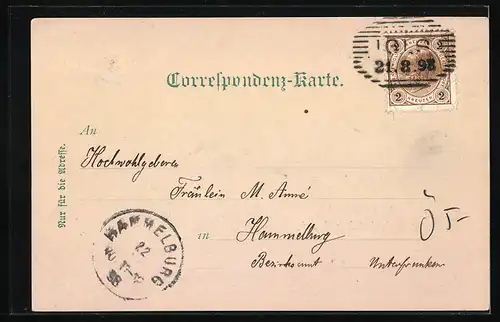 21.8.98
2 KREUZER 2
Correspondenz-Karte.
An
Hochwohlgeboren
Fräulein M. Anné
in Hammelburg
Bezirksamt Unterfranken
Nur für die Adresse.
HAMMELBURG
22
98